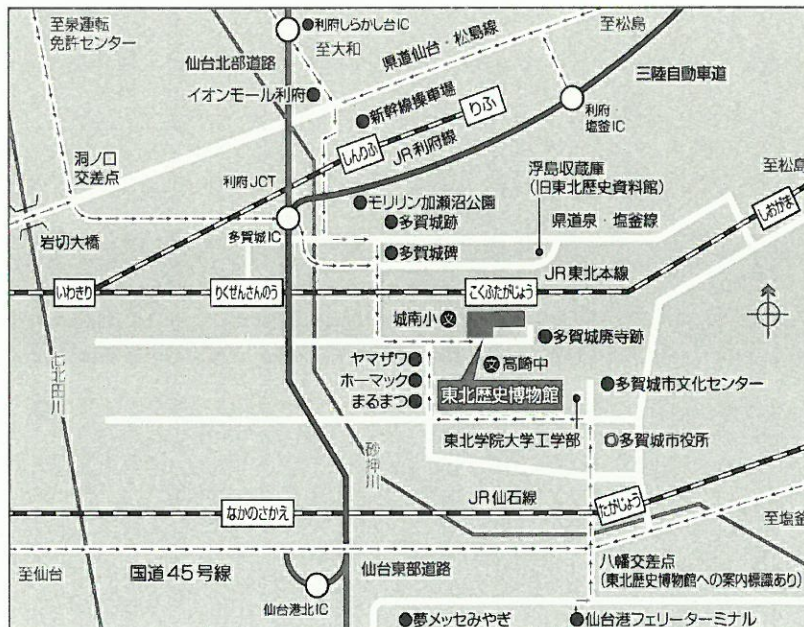 至泉運転
免許センター
利府しらかし台IC
至大和
県道仙台・松島線
至松島
仙台北部道路
三陸自動車道
イオンモール利府
新幹線操車場
りふ
しんりふ
JR利府線
利府・
塩釜IC
洞ノ口
交差点
利府JCT
浮島収蔵庫
(旧東北歴史資料館)
至松島
モリリン加瀬沼公園
しおがま
多賀城跡
県道泉・塩釜線
岩切大橋
多賀城IC
多賀城碑
JR東北本線
いわきり
りくぜんさんのう
こくふたがじょう
城南小
文
多賀城廃寺跡
ヤマザワ
文
高崎中
ホーマック
東北歴史博物館
多賀城市文化センター
まるまつ
七北田川
東北学院大学工学部
多賀城市役所
砂押川
JR仙石線
なかのさかえ
たがじょう
至塩釜
至仙台
国道45号線
仙台東部道路
八幡交差点
(東北歴史博物館への案内標識あり)
仙台港北IC
夢メッセみやぎ
仙台港フェリーターミナル